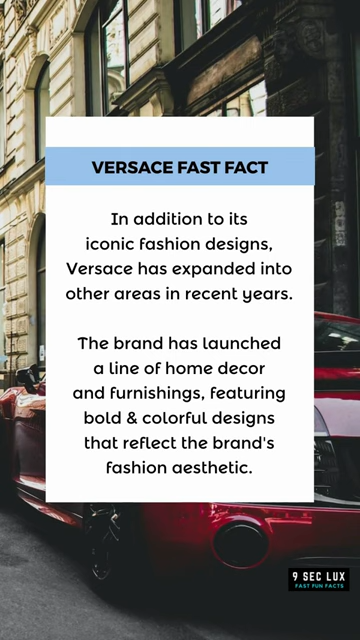 VERSACE FAST FACT
In addition to its
iconic fashion designs,
Versace has expanded into
other areas in recent years.
The brand has launched
a line of home decor
and furnishings, featuring
bold & colorful designs
that reflect the brand's
fashion aesthetic.
9 SEC LUX
FAST FUN FACTS